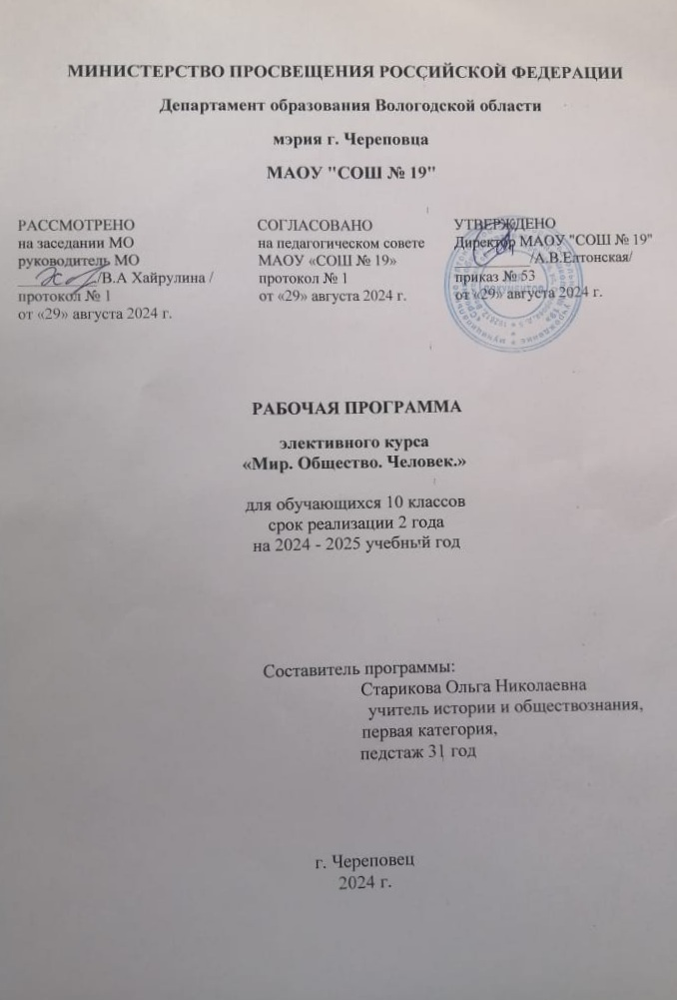 МИНИСТЕРСТВО ПРОСВЕЩЕНИЯ РОССИЙСКОЙ ФЕДЕРАЦИИ
Департамент образования Вологодской области
мэрия г. Череповца
МАОУ "СОШ № 19"
РАССМОТРЕНО
на заседании МО
руководитель МО
/В.А Хайрулина /
протокол № 1
от «29» августа 2024 г.
СОГЛАСОВАНО
на педагогическом совете
МАОУ «СОШ № 19»
протокол № 1
от «29» августа 2024 г.
УТВЕРЖДЕНО
Директор МАОУ "СОШ № 19"
/А.В.Елтонская/
приказ № 53
от «29» августа 2024 г.
РАБОЧАЯ ПРОГРАММА
элективного курса
«Мир. Общество. Человек.»
для обучающихся 10 классов
срок реализации 2 года
на 2024 - 2025 учебный год
Составитель программы:
Старикова Ольга Николаевна
учитель истории и обществознания,
первая категория,
педстаж 31 год
г. Череповец
2024 г.